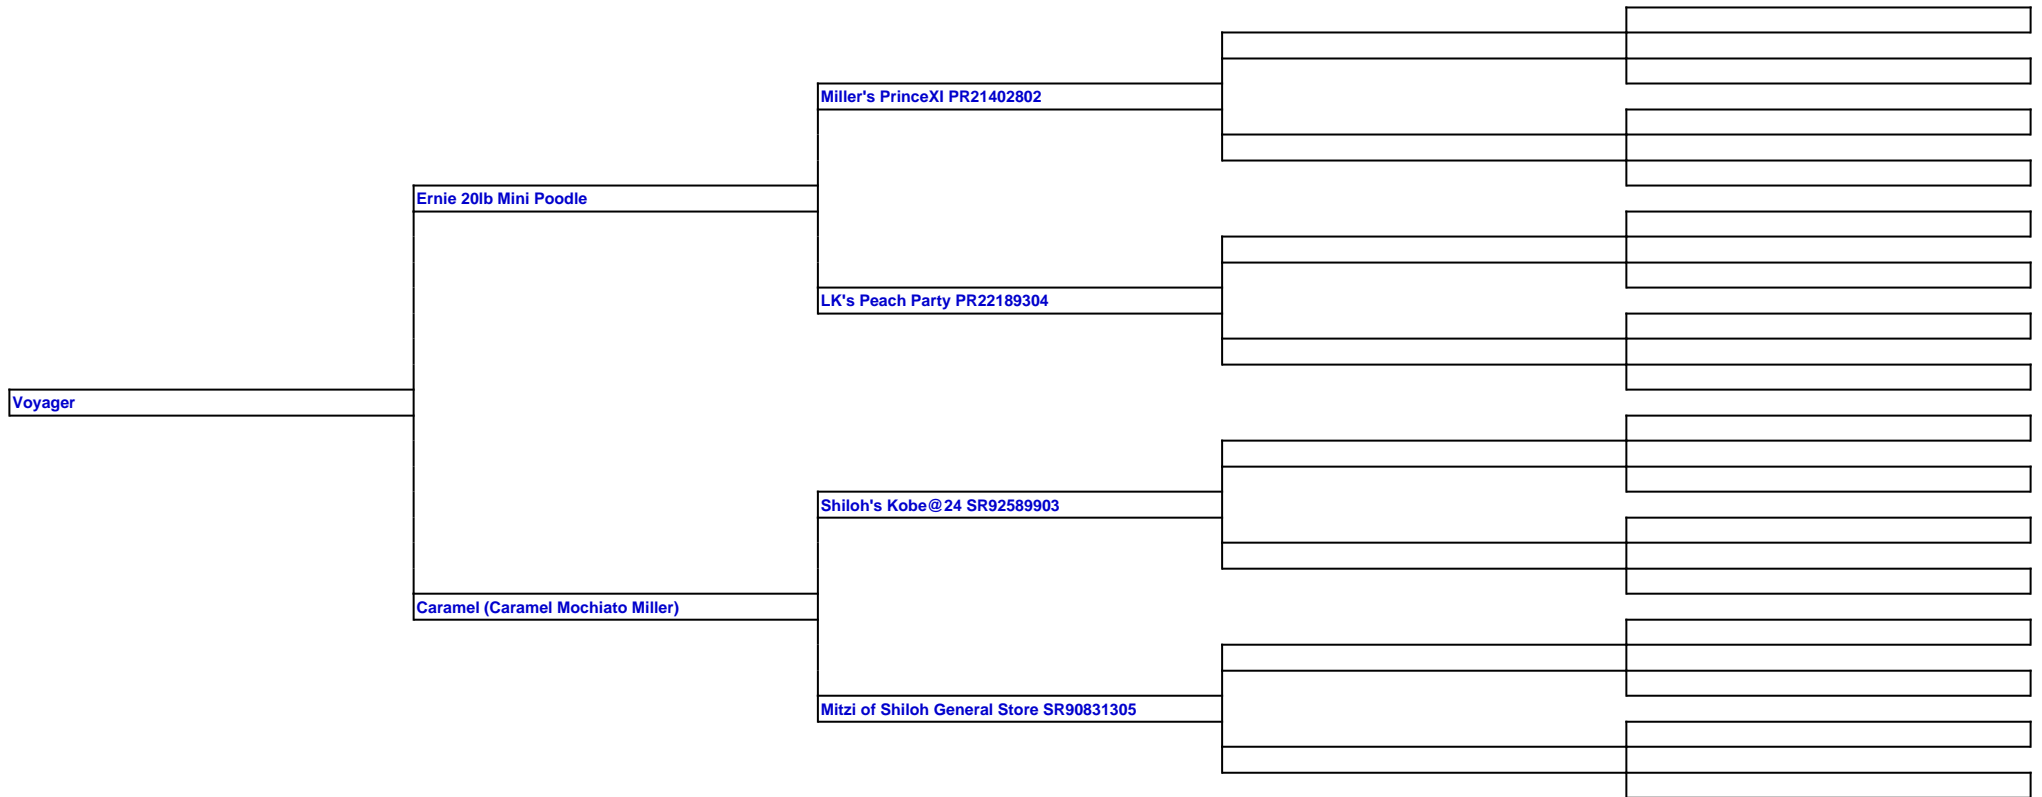 Miller's PrinceXI PR21402802
Ernie 20lb Mini Poodle
LK's Peach Party PR22189304
Voyager
Shiloh's Kobe@24 SR92589903
Caramel (Caramel Mochiato Miller)
Mitzi of Shiloh General Store SR90831305